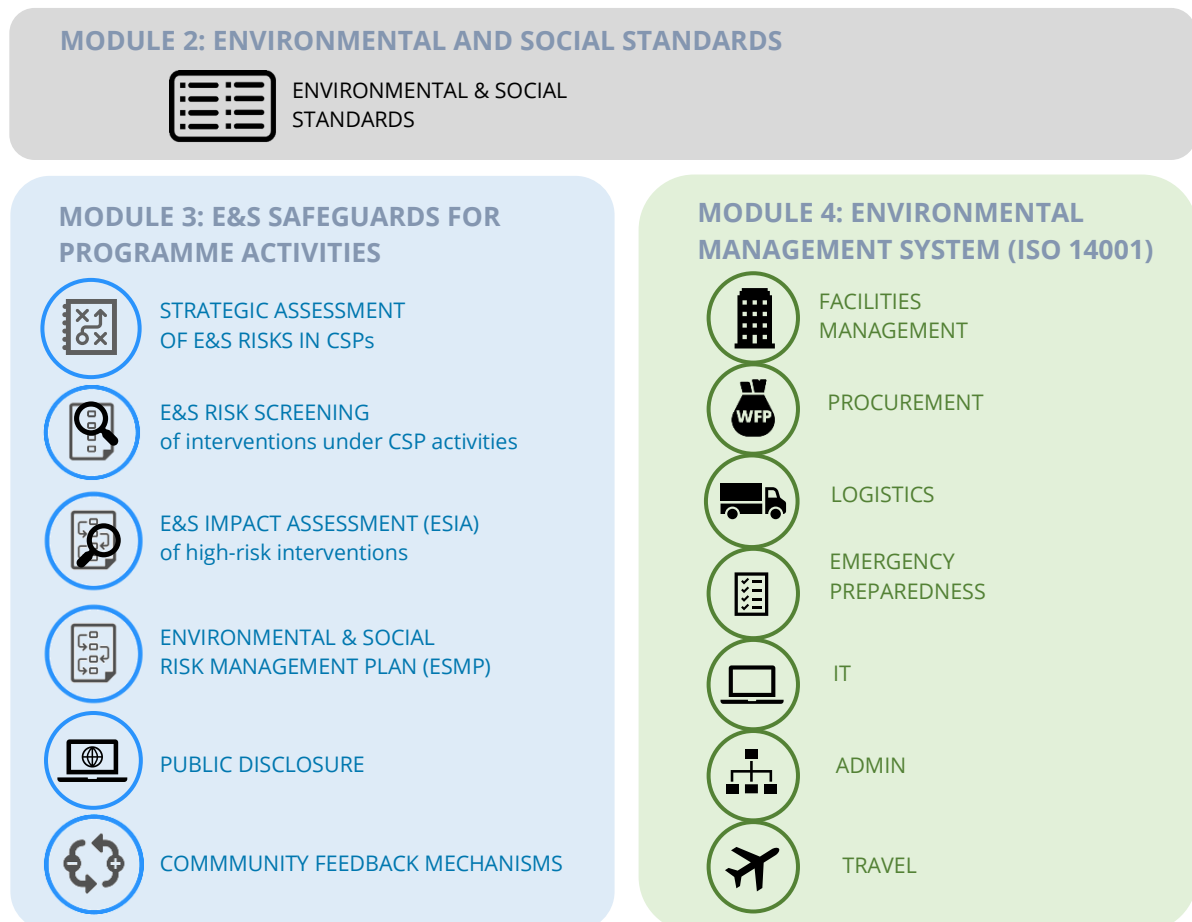 MODULE 2: ENVIRONMENTAL AND SOCIAL STANDARDS
ENVIRONMENTAL & SOCIAL
STANDARDS
MODULE 3: E&S SAFEGUARDS FOR
PROGRAMME ACTIVITIES
STRATEGIC ASSESSMENT
OF E&S RISKS IN CSPs
E&S RISK SCREENING
of interventions under CSP activities
E&S IMPACT ASSESSMENT (ESIA)
of high-risk interventions
ENVIRONMENTAL & SOCIAL
RISK MANAGEMENT PLAN (ESMP)
PUBLIC DISCLOSURE
COMMMUNITY FEEDBACK MECHANISMS
MODULE 4: ENVIRONMENTAL
MANAGEMENT SYSTEM (ISO 14001)
FACILITIES
MANAGEMENT
WFP
PROCUREMENT
LOGISTICS
EMERGENCY
PREPAREDNESS
IT
ADMIN
TRAVEL